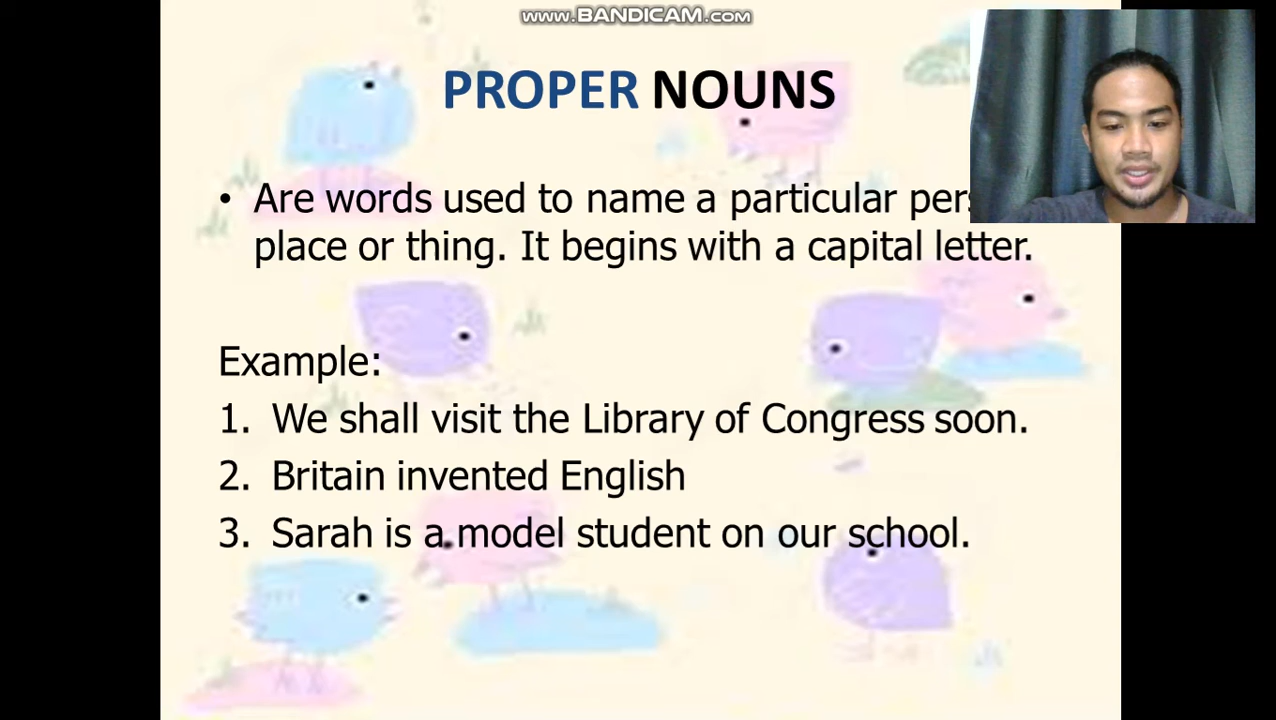 www.BANDICAM.com
PROPER NOUNS
• Are words used to name a particular
place or thing. It begins with a capital letter.
Example:
1. We shall visit the Library of Congress soon.
2. Britain invented English
3. Sarah is a model student on our school.